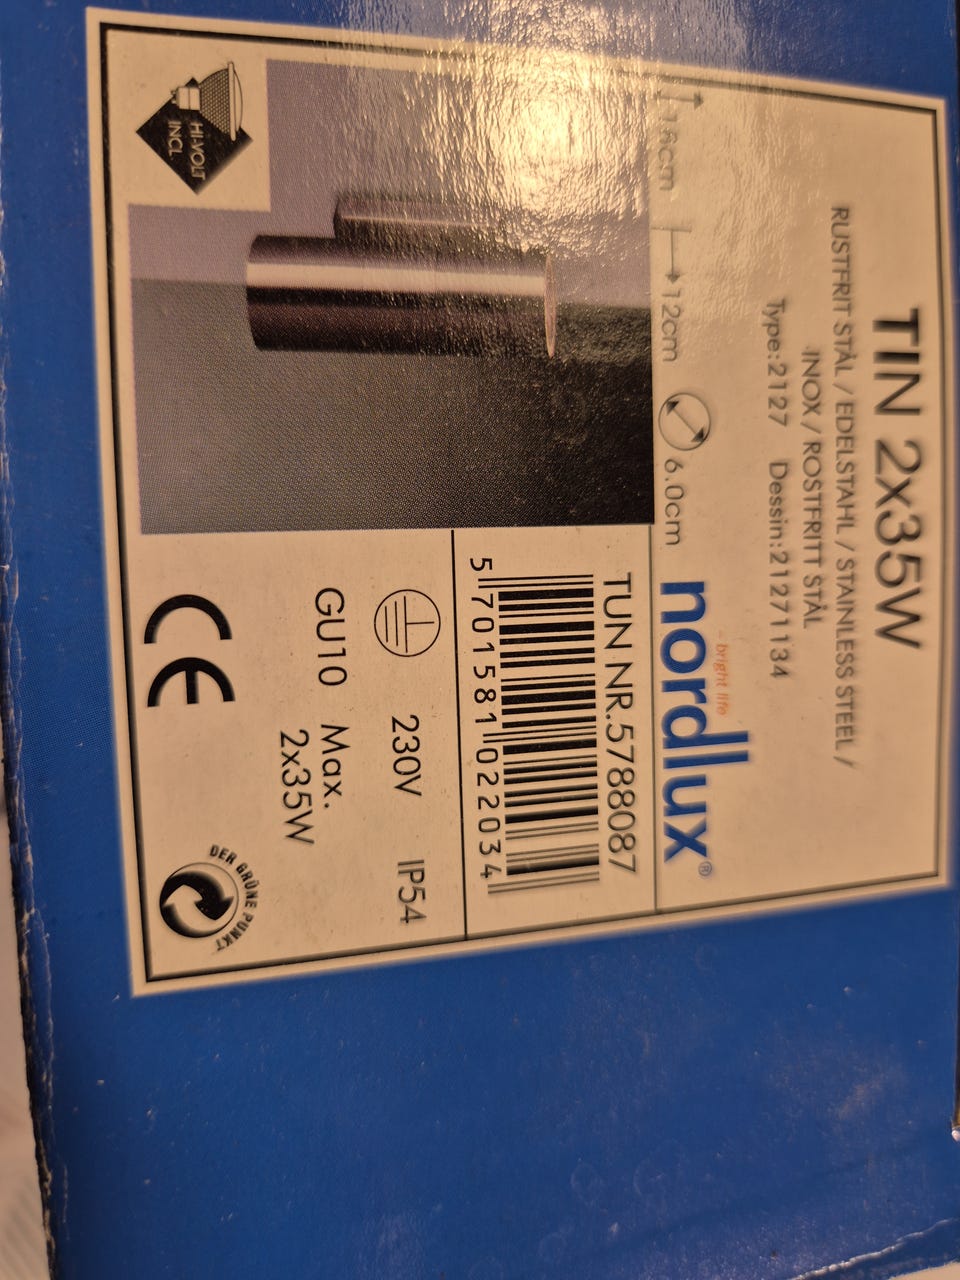 TIN 2x35W
RUSTFRIT STÅL / EDELSTAHL / STAINLESS STEEL /
INOX / ROSTFRITT STÅL
Type:2127 Dessin:21271134
12cm 6.0cm
– bright life
nordlux®
TUN NR.5788087
5 701581 022034
230V IP54
GU10 Max.
2x35W
HI-VOLT
INCL
CE
DER GRÜNE PUNKT